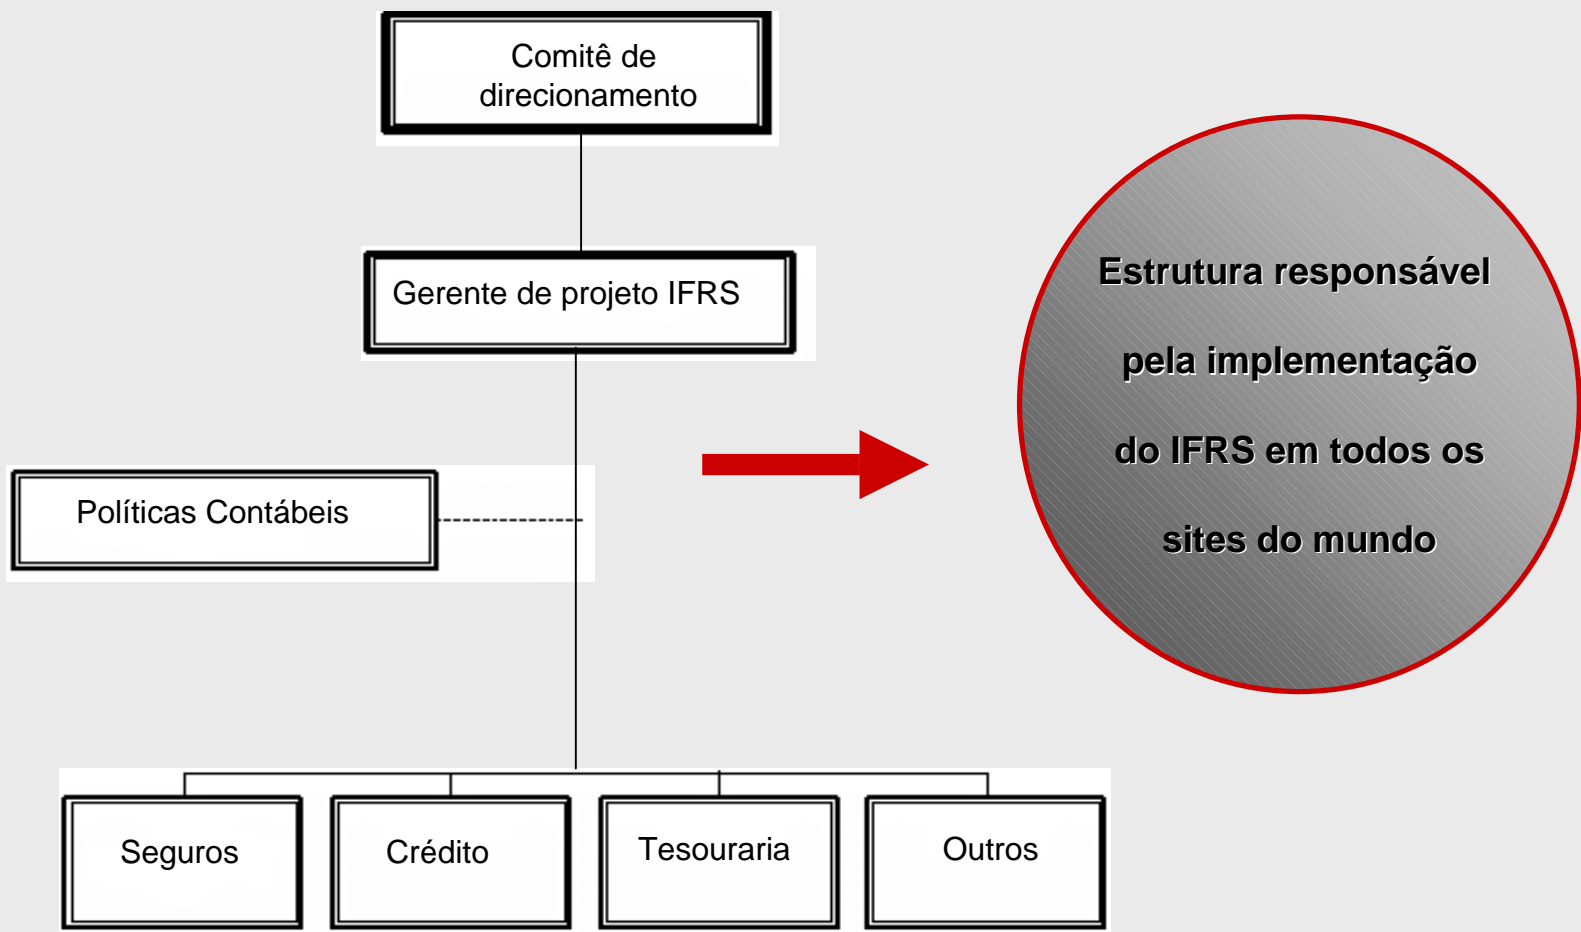 Comitê de
direcionamento
Gerente de projeto IFRS
Políticas Contábeis
Seguros
Crédito
Tesouraria
Outros
Estrutura responsável
pela implementação
do IFRS em todos os
sites do mundo